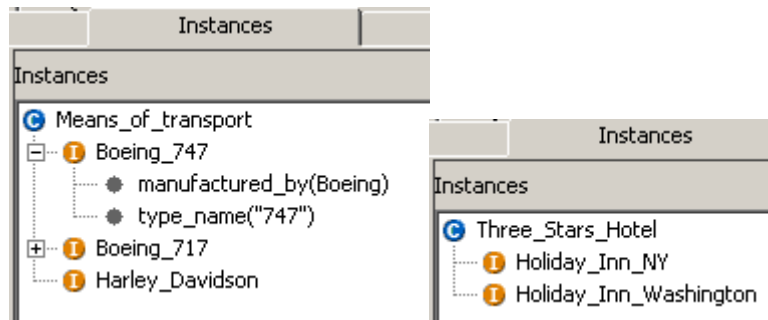 Instances
Instances
C Means_of_transport
I Boeing_747
manufactured_by(Boeing)
type_name("747")
I Boeing_717
I Harley_Davidson
Instances
Instances
C Three_Stars_Hotel
I Holiday_Inn_NY
I Holiday_Inn_Washington